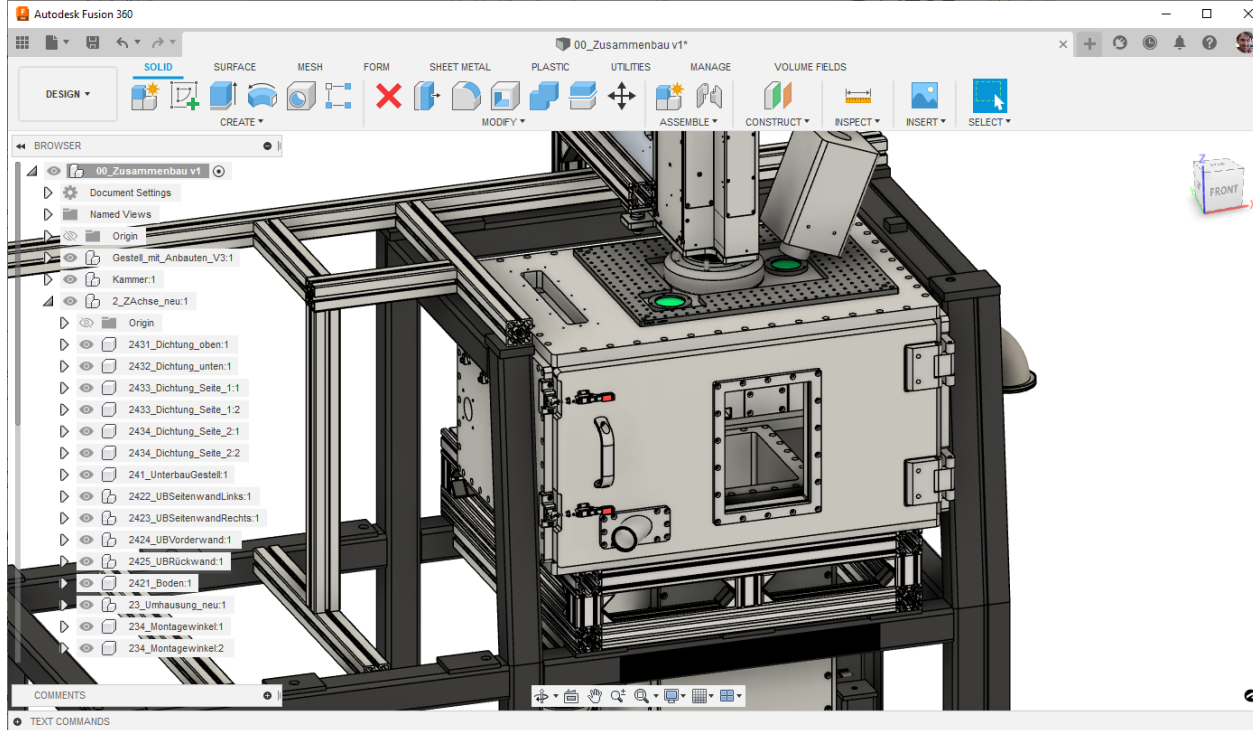 Autodesk Fusion 360
00_Zusammenbau v1*
SOLID SURFACE MESH FORM SHEET METAL PLASTIC UTILITIES MANAGE VOLUME FIELDS
DESIGN
CREATE MODIFY ASSEMBLE CONSTRUCT INSPECT INSERT SELECT
BROWSER
00_Zusammenbau v1
Document Settings
Named Views
Origin
Gestell_mit_Anbauten_V3:1
Kammer:1
2_ZAchse_neu:1
Origin
2431_Dichtung_oben:1
2432_Dichtung_unten:1
2433_Dichtung_Seite_1:1
2433_Dichtung_Seite_1:2
2434_Dichtung_Seite_2:1
2434_Dichtung_Seite_2:2
241_UnterbauGestell:1
2422_UBSeitenwandLinks:1
2423_UBSeitenwandRechts:1
2424_UBVorderwand:1
2425_UBRückwand:1
2421_Boden:1
23_Umhausung_neu:1
234_Montagewinkel:1
234_Montagewinkel:2
Z
FRONT
X
COMMENTS
TEXT COMMANDS